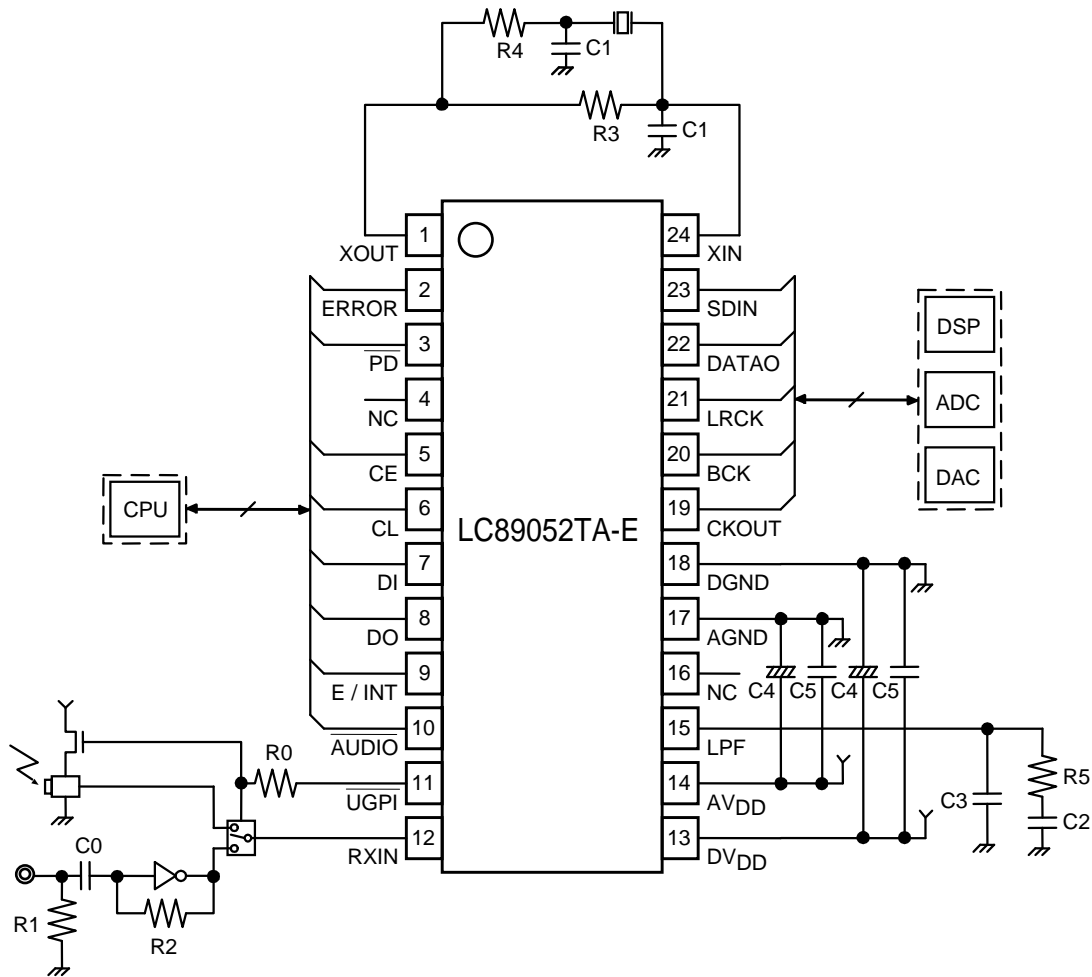 R4
C1
R3
C1
1
XOUT
24
XIN
2
ERROR
23
SDIN
DSP
3
PD
22
DATAO
4
NC
21
LRCK
ADC
5
CE
20
BCK
DAC
CPU
6
CL
LC89052TA-E
19
CKOUT
7
DI
18
DGND
8
DO
17
AGND
9
E / INT
16
NC
C4
C5
C4
C5
10
AUDIO
15
LPF
R0
11
UGPI
14
AVDD
C3
R5
C2
12
RXIN
13
DVDD
C0
R1
R2